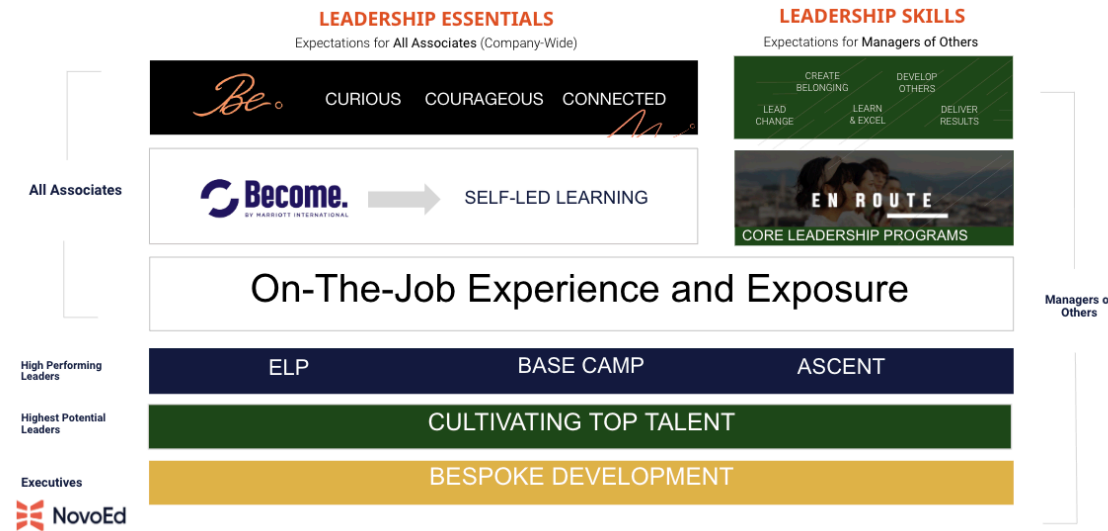 LEADERSHIP ESSENTIALS
Expectations for All Associates (Company-Wide)
LEADERSHIP SKILLS
Expectations for Managers of Others
Be.
CURIOUS COURAGEOUS CONNECTED
CREATE
BELONGING
DEVELOP
OTHERS
LEAD
CHANGE
LEARN
& EXCEL
DELIVER
RESULTS
All Associates
Become.
BY MARRIOTT INTERNATIONAL
SELF-LED LEARNING
EN ROUTE
CORE LEADERSHIP PROGRAMS
On-The-Job Experience and Exposure
Managers o
Others
High Performing
Leaders
ELP BASE CAMP ASCENT
Highest Potential
Leaders
CULTIVATING TOP TALENT
Executives
BESPOKE DEVELOPMENT
NovoEd